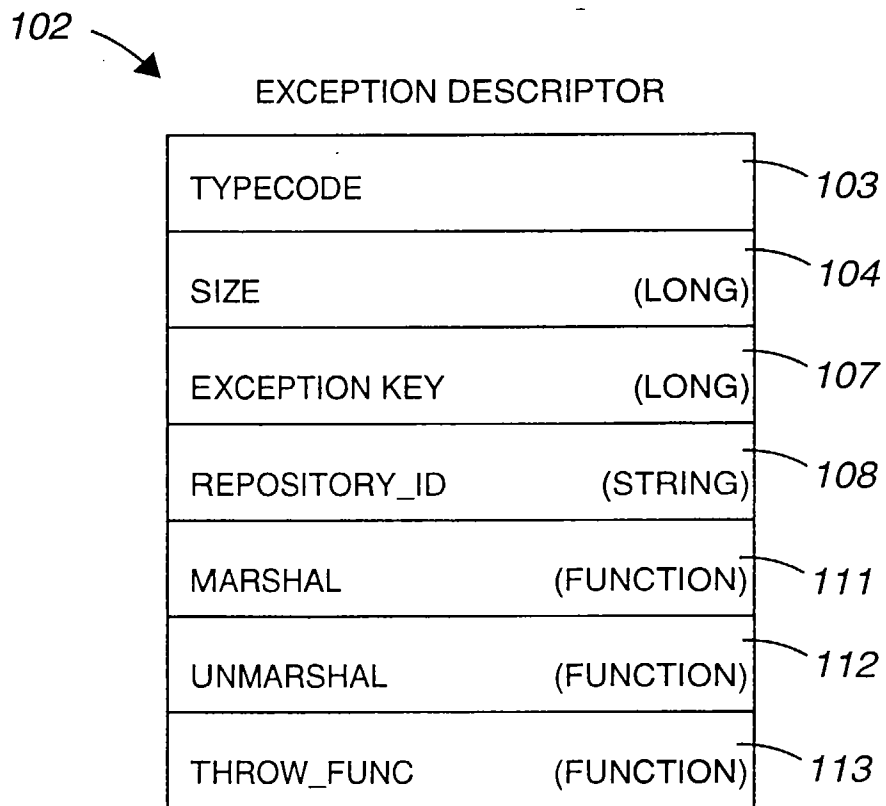 102
EXCEPTION DESCRIPTOR
TYPECODE 103
SIZE (LONG) 104
EXCEPTION KEY (LONG) 107
REPOSITORY_ID (STRING) 108
MARSHAL (FUNCTION) 111
UNMARSHAL (FUNCTION) 112
THROW_FUNC (FUNCTION) 113